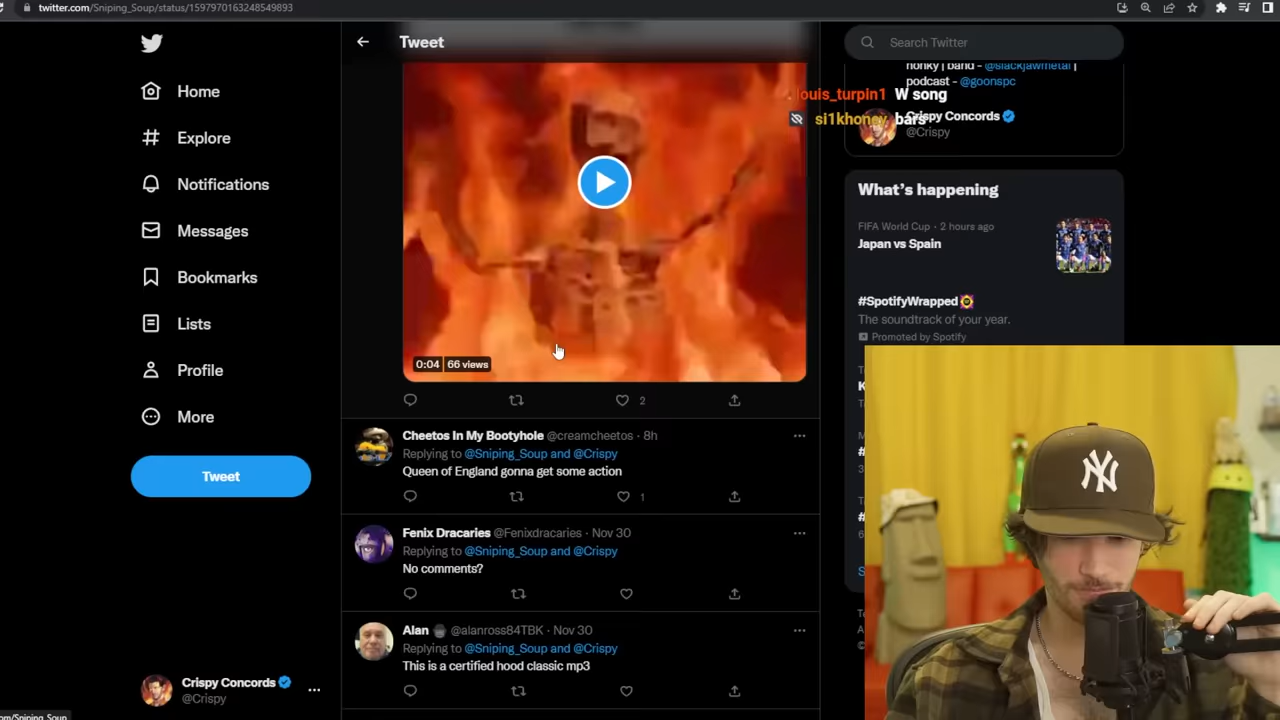 twitter.com/Sniping_Soup/status/1597970163248549893
Tweet
Search Twitter
Home
Explore
Notifications
Messages
Bookmarks
Lists
Profile
More
Tweet
Crispy Concords
@Crispy
0:04 66 views
2
Cheetos In My Bootyhole @creamcheetos · 8h
Replying to @Sniping_Soup and @Crispy
Queen of England gonna get some action
1
Fenix Dracaries @Fenixdracaries · Nov 30
Replying to @Sniping_Soup and @Crispy
No comments?
Alan @alanross84TBK · Nov 30
Replying to @Sniping_Soup and @Crispy
This is a certified hood classic mp3
honky | band - @slackjawmetal |
podcast - @goonspc
louis_turpin1 W song
si1khoney bars
Crispy Concords
@Crispy
What's happening
FIFA World Cup · 2 hours ago
Japan vs Spain
#SpotifyWrapped
The soundtrack of your year.
Promoted by Spotify
NY